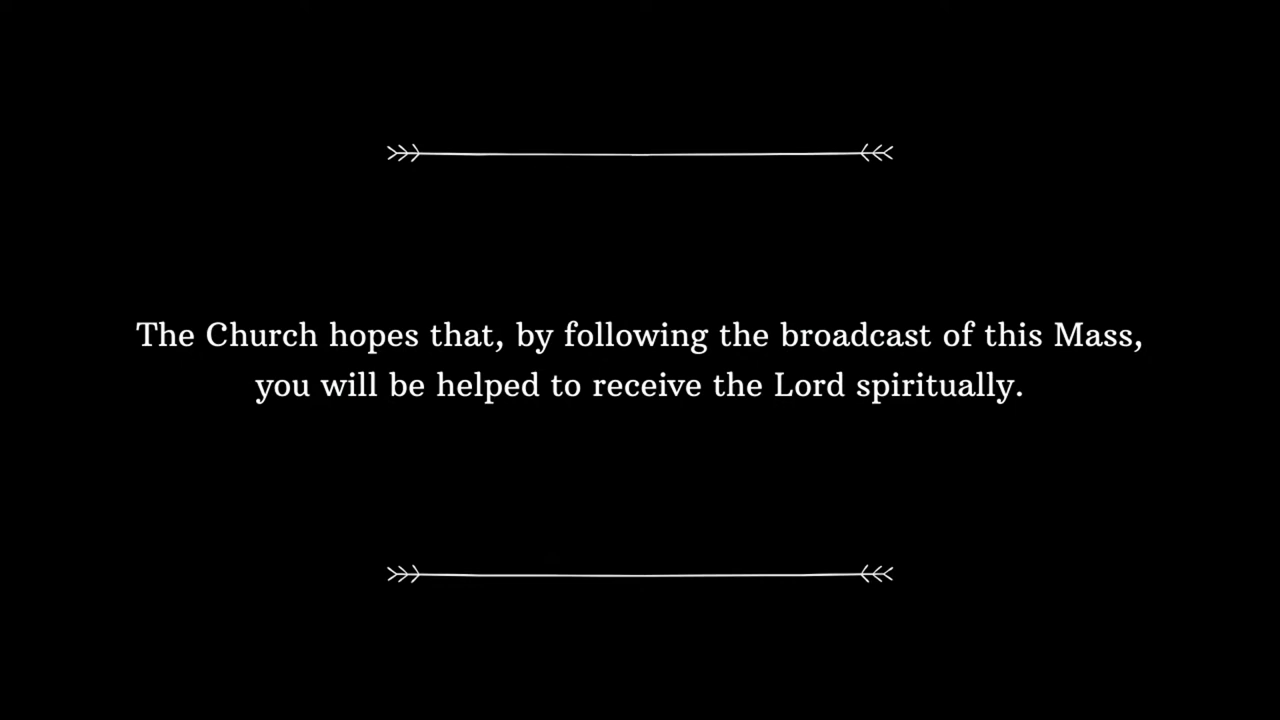 The Church hopes that, by following the broadcast of this Mass,
you will be helped to receive the Lord spiritually.